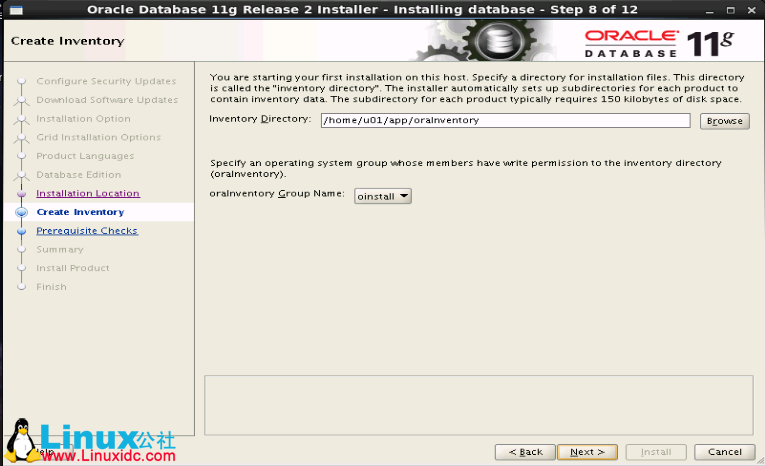 Oracle Database 11g Release 2 Installer - Installing database - Step 8 of 12
Create Inventory
ORACLE
DATABASE
11g
Configure Security Updates
Download Software Updates
Installation Option
Grid Installation Options
Product Languages
Database Edition
Installation Location
Create Inventory
Prerequisite Checks
Summary
Install Product
Finish
You are starting your first installation on this host. Specify a directory for installation files. This directory
is called the "inventory directory". The installer automatically sets up subdirectories for each product to
contain inventory data. The subdirectory for each product typically requires 150 kilobytes of disk space.
Inventory Directory: /home/u01/app/oraInventory Browse
Specify an operating system group whose members have write permission to the inventory directory
(oraInventory).
oraInventory Group Name: oinstall
Linux公社
www.Linuxidc.com
< Back Next > Install Cancel